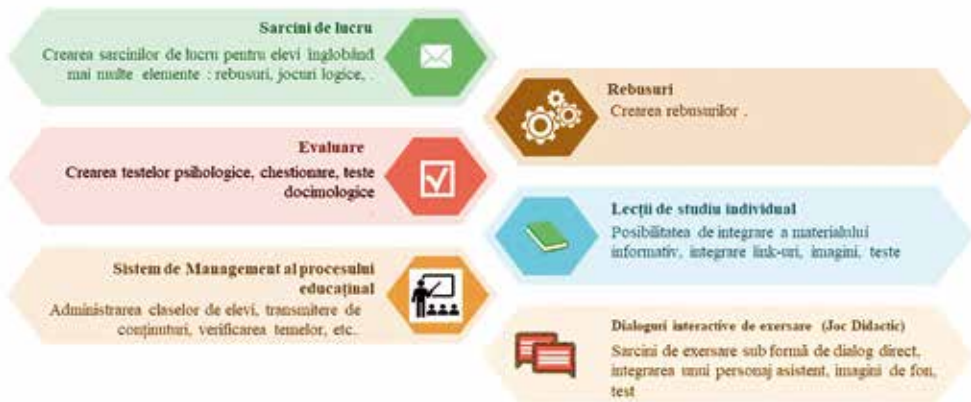 Sarcini de lucru
Crearea sarcinilor de lucru pentru elevi înglobând
mai multe elemente : rebusuri, jocuri logice,
Evaluare
Crearea testelor psihologice, chestionare, teste
docimologice
Sistem de Management al procesului
educaținal
Administrarea claselor de elevi, transmitere de
conținuturi, verificarea temelor, etc.
Rebusuri
Crearea rebusurilor .
Lecții de studiu individual
Posibilitatea de integrare a materialului
informativ, integrare link-uri, imagini, teste
Dialoguri interactive de exersare (Joc Didactic)
Sarcini de exersare sub formă de dialog direct,
integrarea unui personaj asistent, imagini de fon,
test